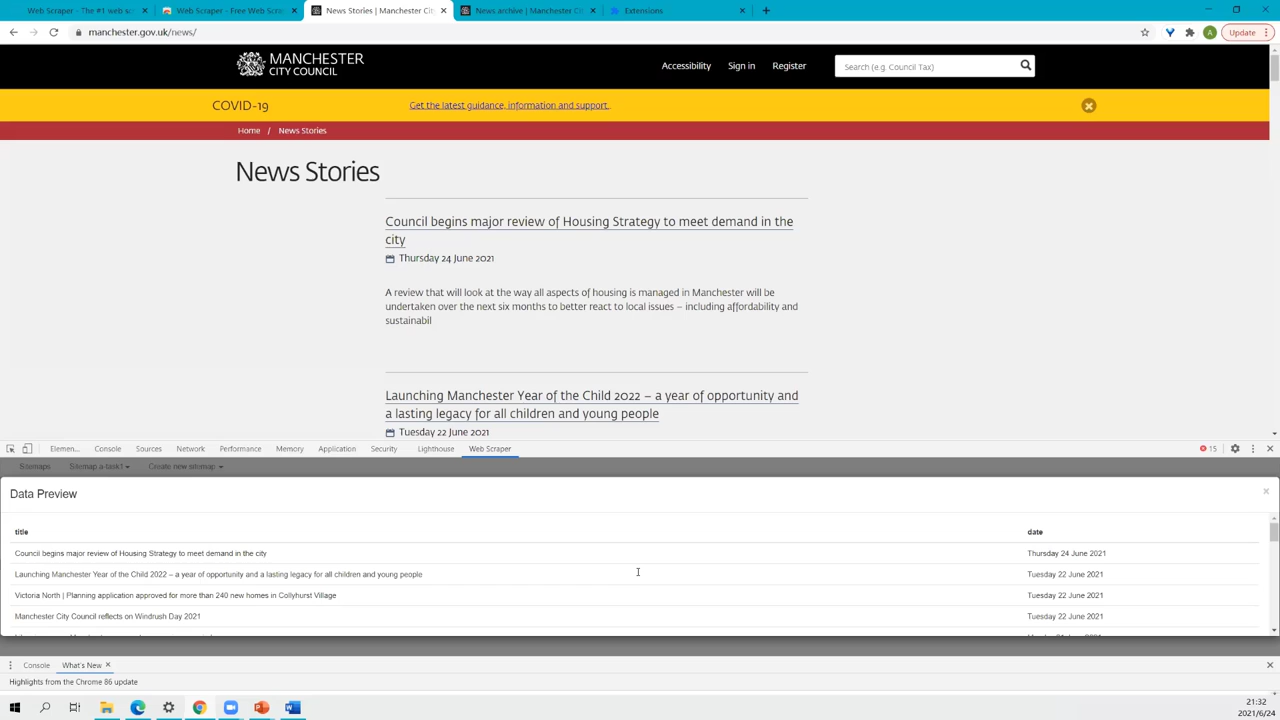 Web Scraper - The #1 web sc
Web Scraper - Free Web Scra
News Stories | Manchester Cit
News archive | Manchester Cit
Extensions
manchester.gov.uk/news/
A
Update
MANCHESTER
CITY COUNCIL
Accessibility
Sign in
Register
Search (e.g. Council Tax)
COVID-19
Get the latest guidance, information and support.
Home / News Stories
News Stories
Council begins major review of Housing Strategy to meet demand in the
city
Thursday 24 June 2021
A review that will look at the way all aspects of housing is managed in Manchester will be
undertaken over the next six months to better react to local issues – including affordability and
sustainabil
Launching Manchester Year of the Child 2022 – a year of opportunity and
a lasting legacy for all children and young people
Tuesday 22 June 2021
Elemen...
Console
Sources
Network
Performance
Memory
Application
Security
Lighthouse
Web Scraper
15
Sitemaps
Sitemap a-task1
Create new sitemap
Data Preview
title
date
Council begins major review of Housing Strategy to meet demand in the city
Thursday 24 June 2021
Launching Manchester Year of the Child 2022 – a year of opportunity and a lasting legacy for all children and young people
Tuesday 22 June 2021
Victoria North | Planning application approved for more than 240 new homes in Collyhurst Village
Tuesday 22 June 2021
Manchester City Council reflects on Windrush Day 2021
Tuesday 22 June 2021
Console
What's New
Highlights from the Chrome 86 update
21:32
2021/6/24